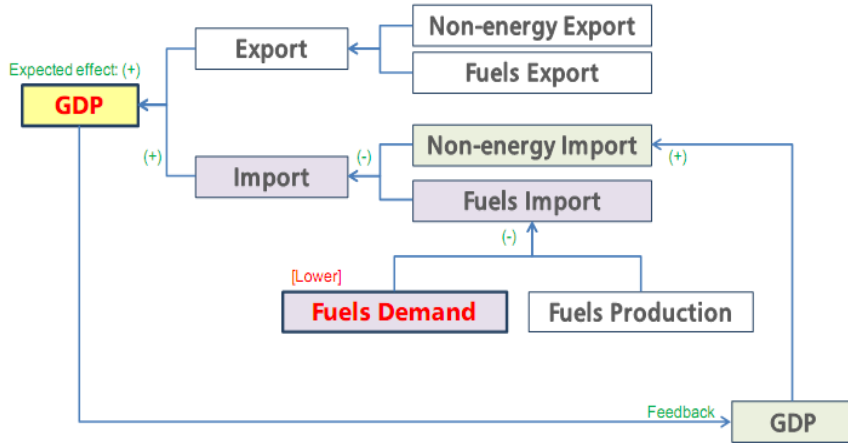 Non-energy Export
Export
Fuels Export
Expected effect: (+)
GDP
Non-energy Import
(+)
(-)
(+)
Import
Fuels Import
(-)
[Lower]
Fuels Demand
Fuels Production
Feedback
GDP